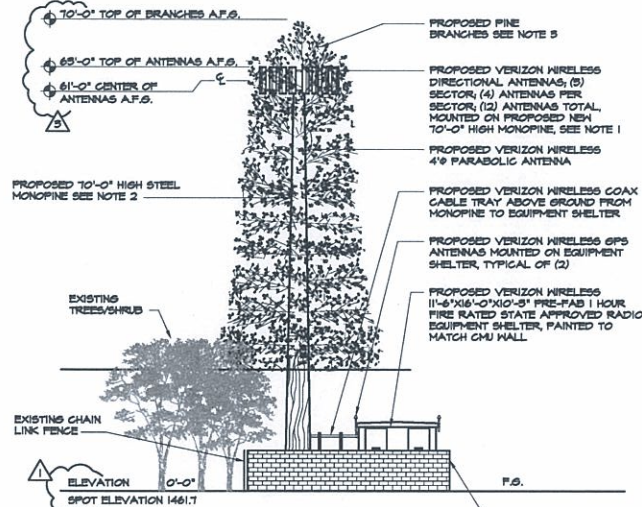 70'-0" TOP OF BRANCHES A.F.G.
65'-0" TOP OF ANTENNAS A.F.G.
61'-0" CENTER OF
ANTENNAS A.F.G.
3
PROPOSED 70'-0" HIGH STEEL
MONOPINE SEE NOTE 2
EXISTING
TREES/SHRUB
EXISTING CHAIN
LINK FENCE
1
ELEVATION 0'-0"
SPOT ELEVATION 1461.7
PROPOSED PINE
BRANCHES SEE NOTE 3
PROPOSED VERIZON WIRELESS
DIRECTIONAL ANTENNAS; (3)
SECTOR; (4) ANTENNAS PER
SECTOR; (12) ANTENNAS TOTAL,
MOUNTED ON PROPOSED NEW
70'-0" HIGH MONOPINE, SEE NOTE 1
PROPOSED VERIZON WIRELESS
4'Ø PARABOLIC ANTENNA
PROPOSED VERIZON WIRELESS COAX
CABLE TRAY ABOVE GROUND FROM
MONOPINE TO EQUIPMENT SHELTER
PROPOSED VERIZON WIRELESS GPS
ANTENNAS MOUNTED ON EQUIPMENT
SHELTER, TYPICAL OF (2)
PROPOSED VERIZON WIRELESS
11'-6"X16'-0"X10'-5" PRE-FAB 1 HOUR
FIRE RATED STATE APPROVED RADIO
EQUIPMENT SHELTER, PAINTED TO
MATCH CMU WALL
F.G.